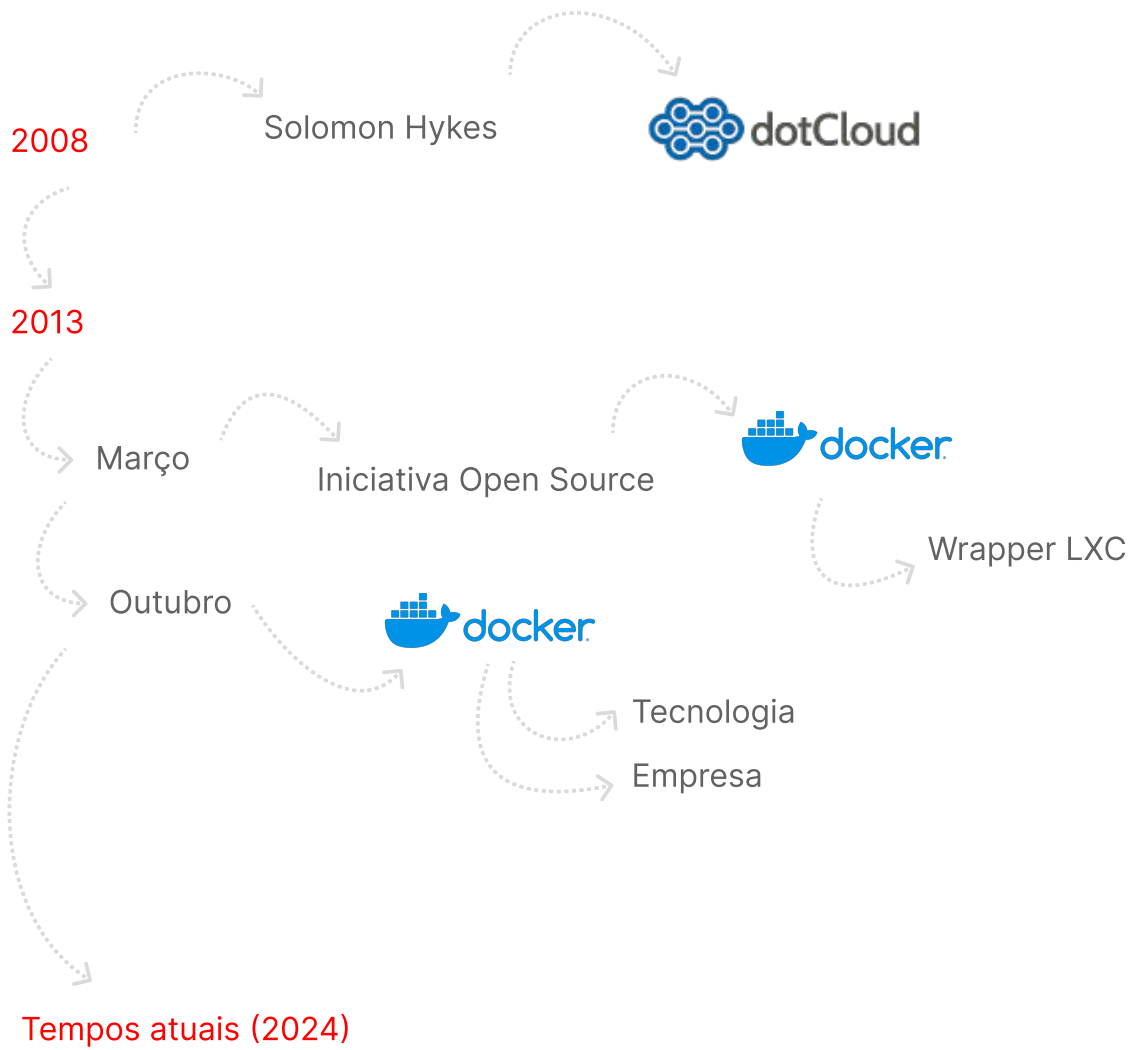 2008
Solomon Hykes
dotCloud
2013
Março
Iniciativa Open Source
docker
Wrapper LXC
Outubro
docker
Tecnologia
Empresa
Tempos atuais (2024)